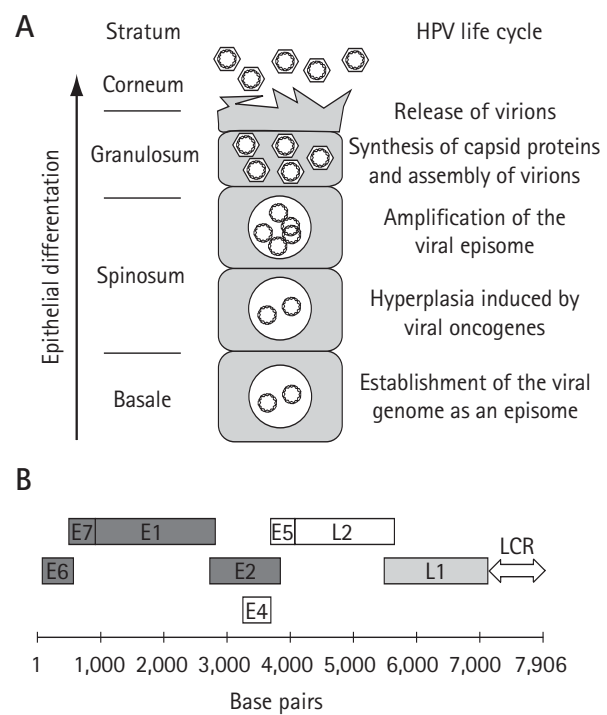 A
Stratum
HPV life cycle
Corneum
Release of virions
Granulosum
Synthesis of capsid proteins
and assembly of virions
Amplification of the
viral episome
Spinosum
Hyperplasia induced by
viral oncogenes
Basale
Establishment of the viral
genome as an episome
Epithelial differentation
B
E7 E1 E5 L2
LCR
E6 E2 L1
E4
1 1,000 2,000 3,000 4,000 5,000 6,000 7,000 7,906
Base pairs